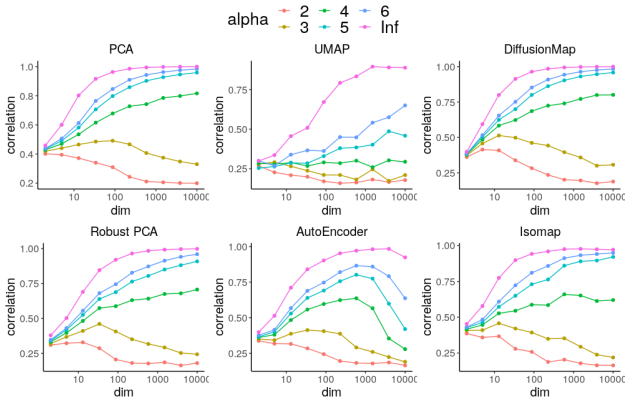 alpha 2 3 4 5 6 Inf
PCA
UMAP
DiffusionMap
correlation
1.0
0.8
0.6
0.4
0.2
10
100
1000
10000
dim
correlation
0.75
0.50
0.25
10
100
1000
10000
dim
correlation
1.00
0.75
0.50
0.25
10
100
1000
10000
dim
Robust PCA
AutoEncoder
Isomap
correlation
1.00
0.75
0.50
0.25
10
100
1000
10000
dim
correlation
1.00
0.75
0.50
0.25
10
100
1000
10000
dim
correlation
1.00
0.75
0.50
0.25
10
100
1000
10000
dim